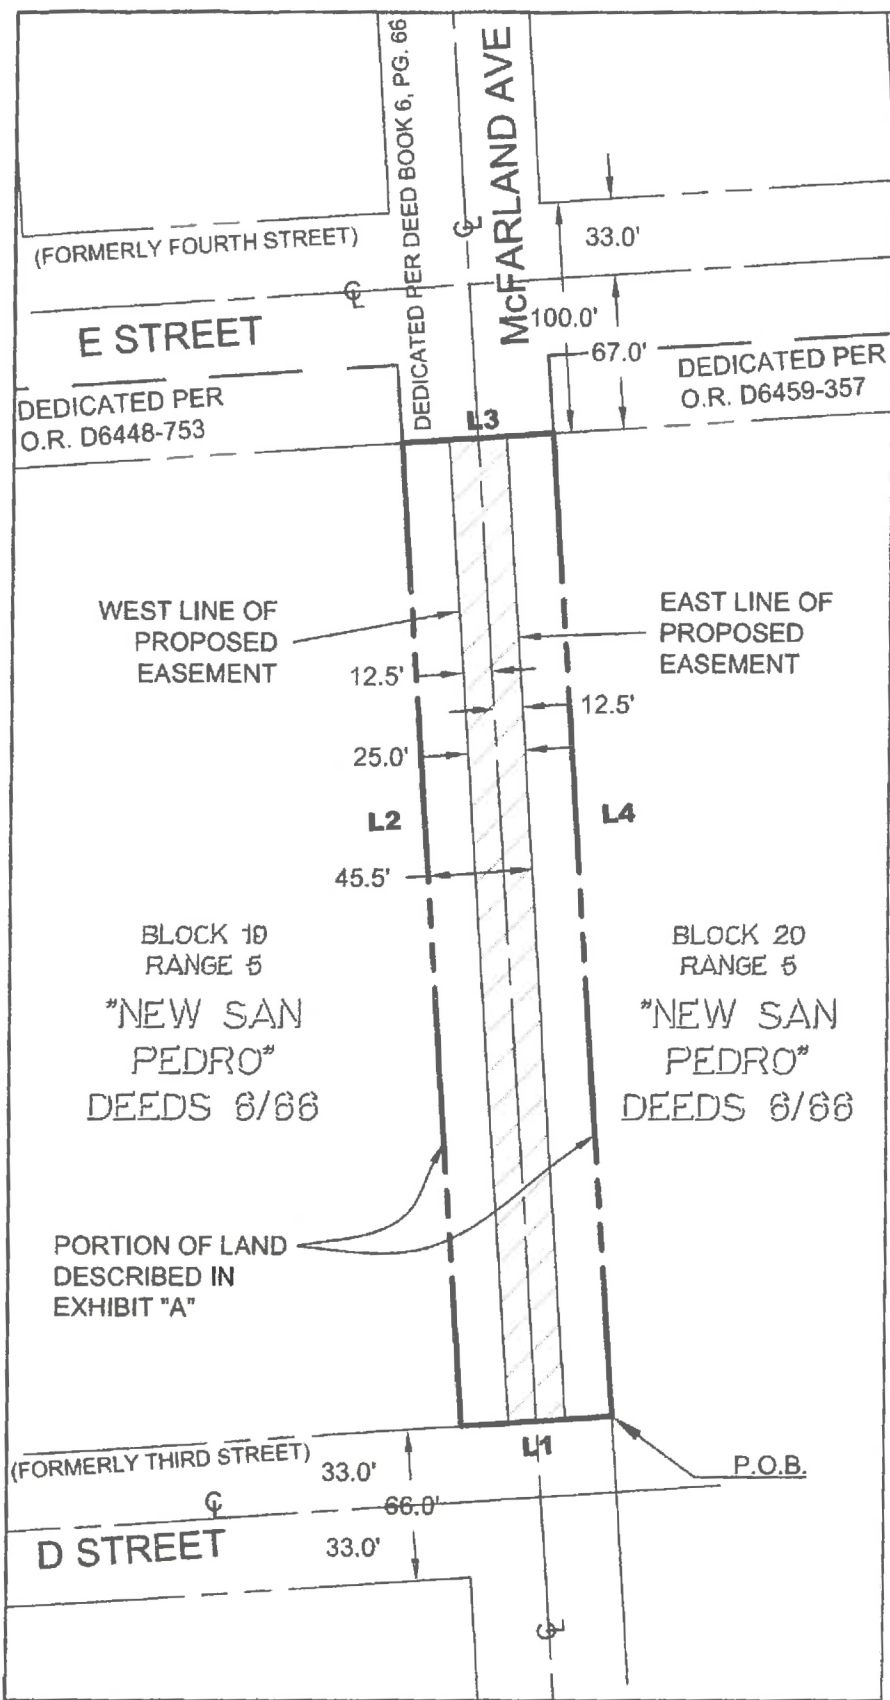 DEDICATED PER DEED BOOK 6, PG. 66
McFARLAND AVE
(FORMERLY FOURTH STREET)
33.0'
E STREET
100.0'
67.0'
DEDICATED PER
O.R. D6448-753
DEDICATED PER
O.R. D6459-357
L3
WEST LINE OF
PROPOSED
EASEMENT
EAST LINE OF
PROPOSED
EASEMENT
12.5'
12.5'
25.0'
L2
L4
45.5'
BLOCK 19
RANGE 5
"NEW SAN
PEDRO"
DEEDS 6/66
BLOCK 20
RANGE 5
"NEW SAN
PEDRO"
DEEDS 6/66
PORTION OF LAND
DESCRIBED IN
EXHIBIT "A"
(FORMERLY THIRD STREET)
33.0'
L1
P.O.B.
66.0'
D STREET
33.0'